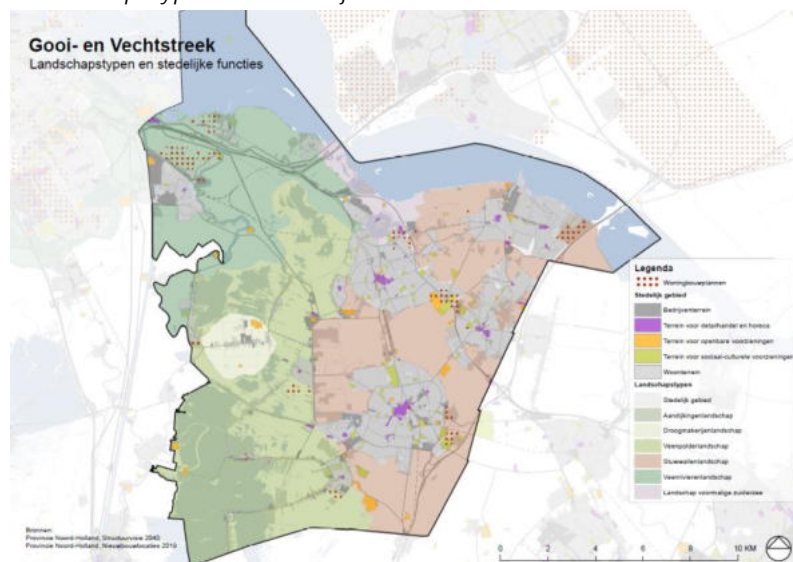 Gooi- en Vechtstreek
Landschapstypen en stedelijke functies
Legenda
Woningbouwplannen
Stedelijk gebied
Bedrijventerrein
Terrein voor detailhandel en horeca
Terrein voor openbare voorzieningen
Terrein voor sociaal-culturele voorzieningen
Woonterrein
Landschapstypen
Stedelijk gebied
Aandijkingenlandschap
Droogmakerijenlandschap
Veenpolderlandschap
Stuwwallenlandschap
Veenrivierenlandschap
Landschap voormalige zuiderzee
Bronnen:
Provincie Noord-Holland, Structuurvisie 2040
Provincie Noord-Holland, Nieuwbouwlocaties 2019
0 2 4 6 8 10 KM